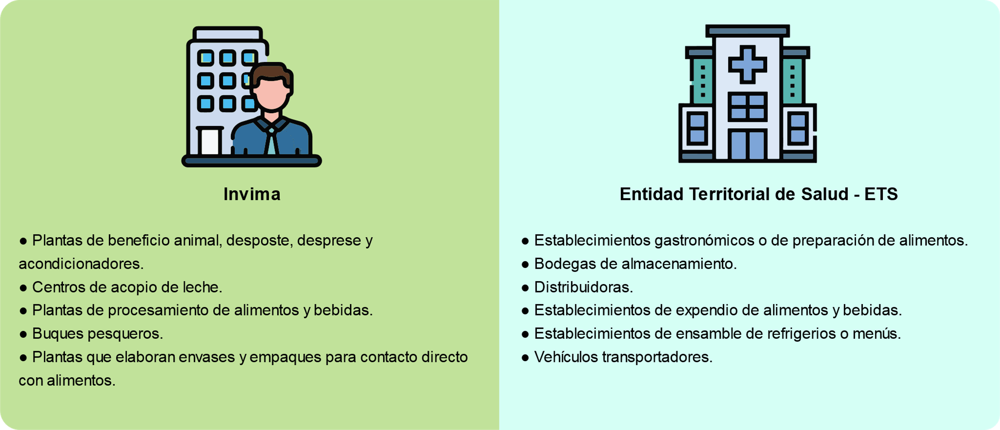 Invima
● Plantas de beneficio animal, desposte, desprese y
acondicionadores.
● Centros de acopio de leche.
● Plantas de procesamiento de alimentos y bebidas.
● Buques pesqueros.
● Plantas que elaboran envases y empaques para contacto directo
con alimentos.
Entidad Territorial de Salud - ETS
● Establecimientos gastronómicos o de preparación de alimentos.
● Bodegas de almacenamiento.
● Distribuidoras.
● Establecimientos de expendio de alimentos y bebidas.
● Establecimientos de ensamble de refrigerios o menús.
● Vehículos transportadores.